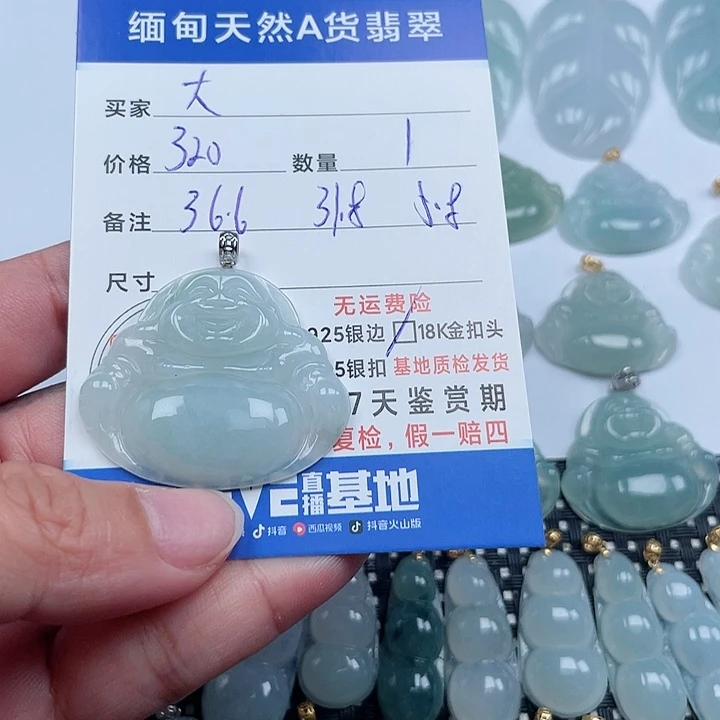 缅甸天然A货翡翠
买家 大
价格 320 数量 1
备注 36.6 31.8 5.8
尺寸
无运费险
925银边 18K金扣头
5银扣 基地质检发货
7天鉴赏期
复检，假一赔四
VE直播基地
抖音 西瓜视频 抖音火山版